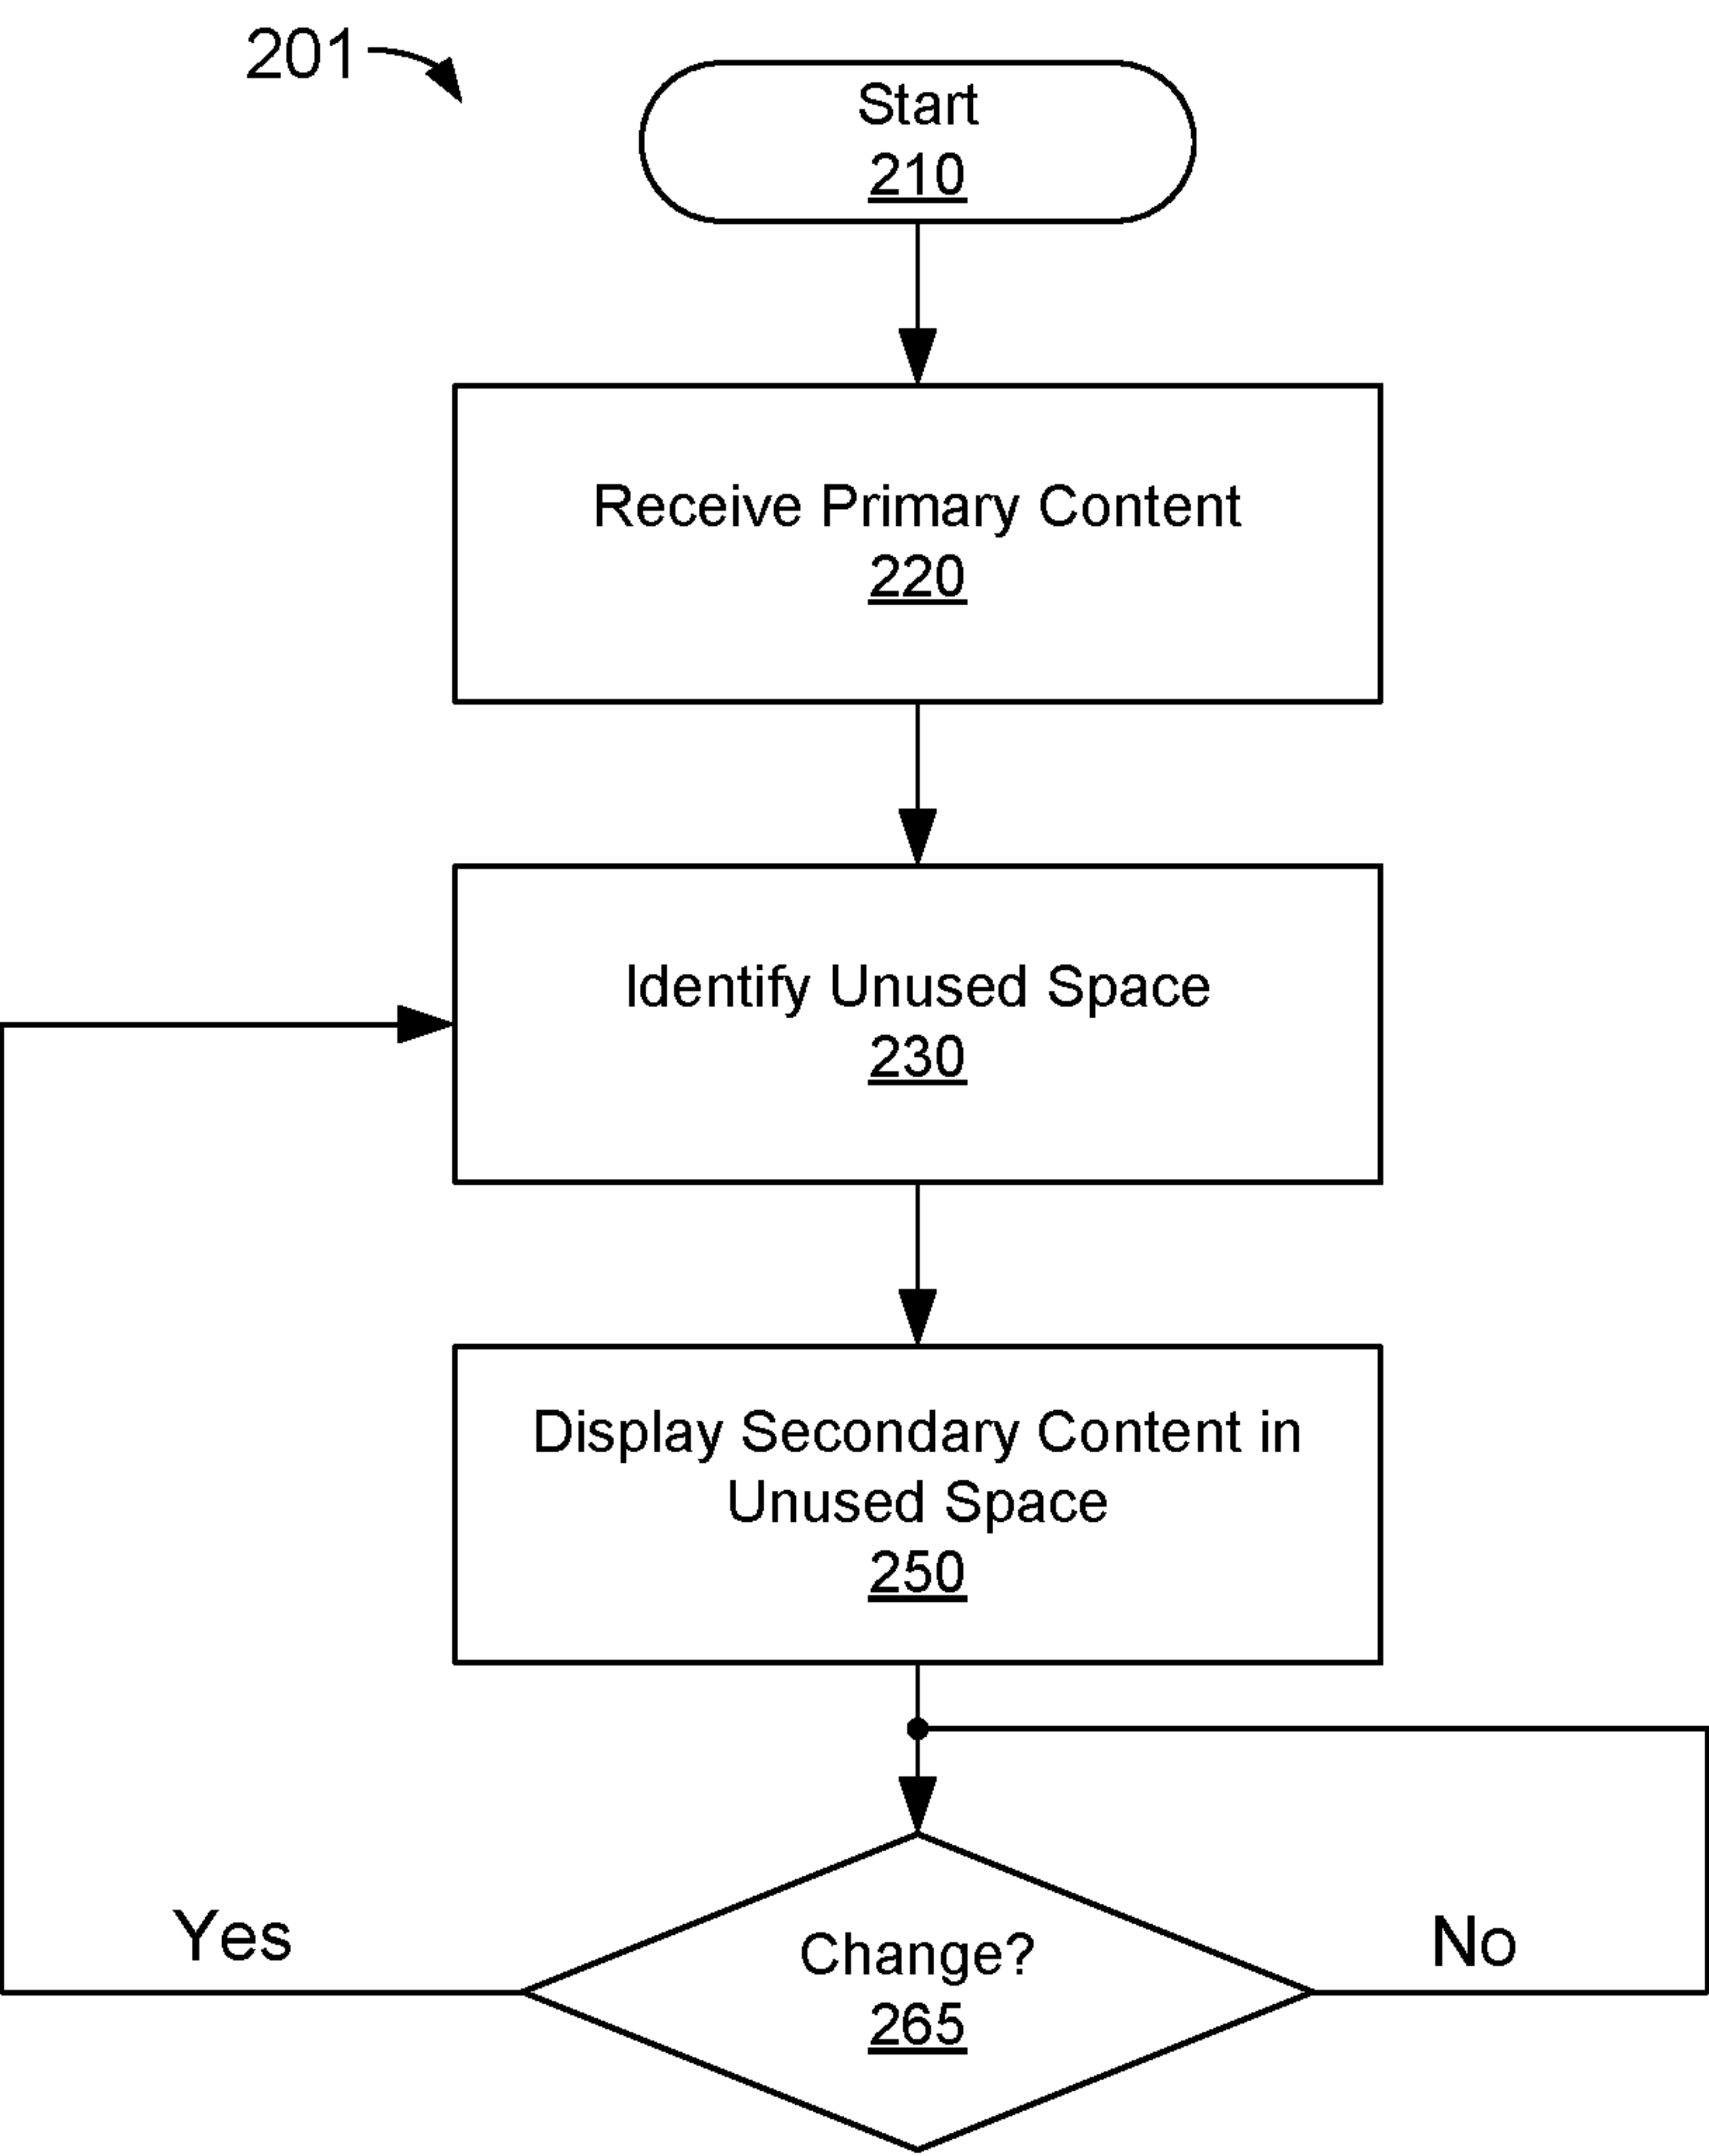 201
Start
210
Receive Primary Content
220
Identify Unused Space
230
Display Secondary Content in
Unused Space
250
Yes
Change?
265
No